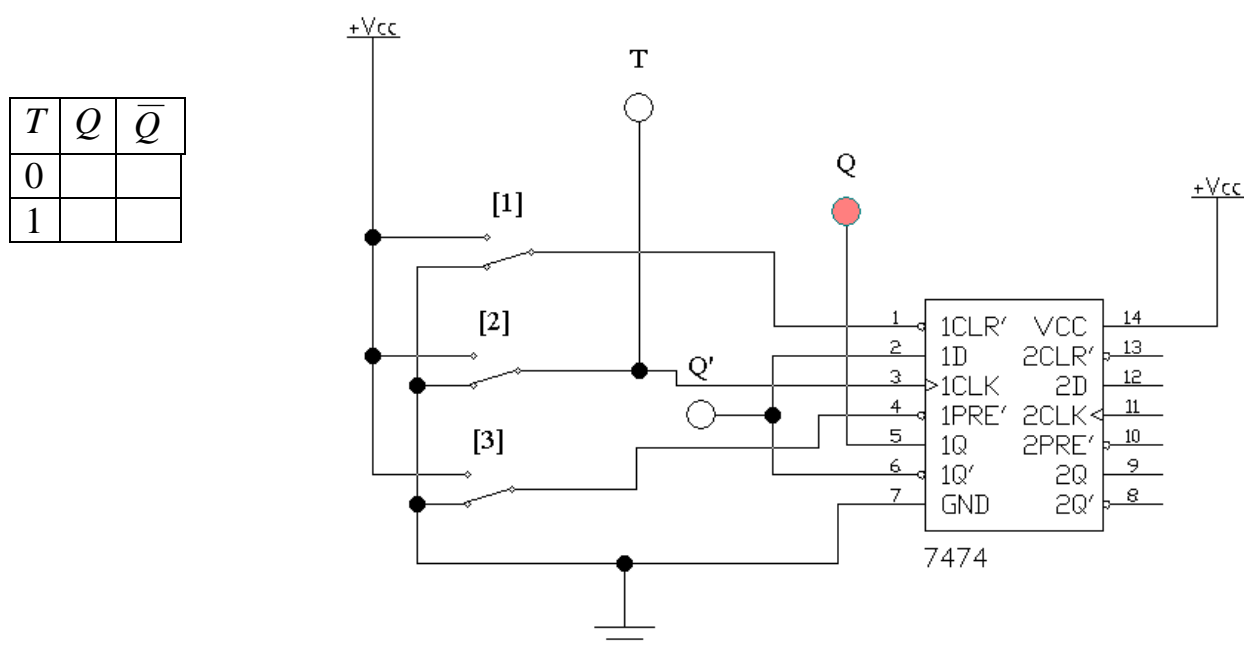 +Vcc
T
T Q Q̅
0
1
Q
+Vcc
[1]
[2]
Q'
[3]
1 1CLR′ VCC 14
2 1D 2CLR′ 13
3 1CLK 2D 12
4 1PRE′ 2CLK 11
5 1Q 2PRE′ 10
6 1Q′ 2Q 9
7 GND 2Q′ 8
7474